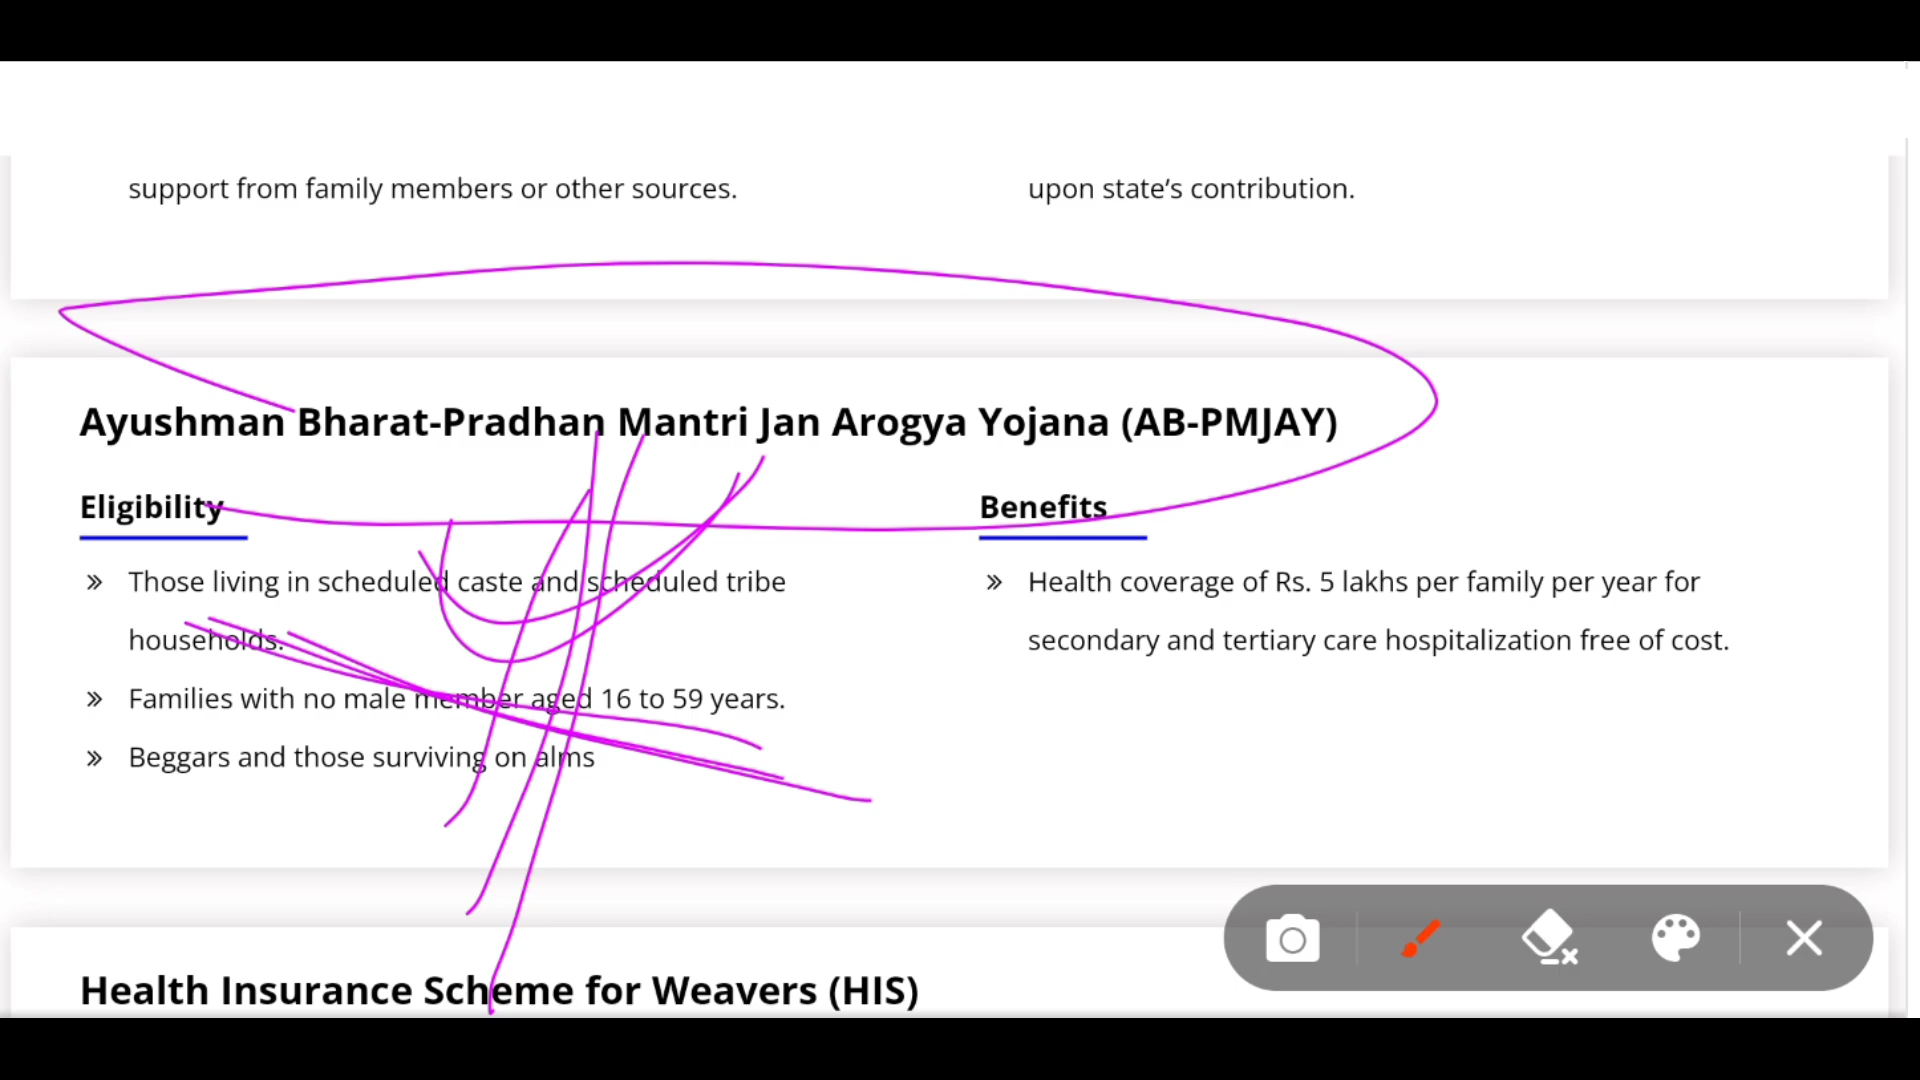 support from family members or other sources.
upon state’s contribution.
Ayushman Bharat-Pradhan Mantri Jan Arogya Yojana (AB-PMJAY)
Eligibility
» Those living in scheduled caste and scheduled tribe
households.
» Families with no male member aged 16 to 59 years.
» Beggars and those surviving on alms
Benefits
» Health coverage of Rs. 5 lakhs per family per year for
secondary and tertiary care hospitalization free of cost.
Health Insurance Scheme for Weavers (HIS)